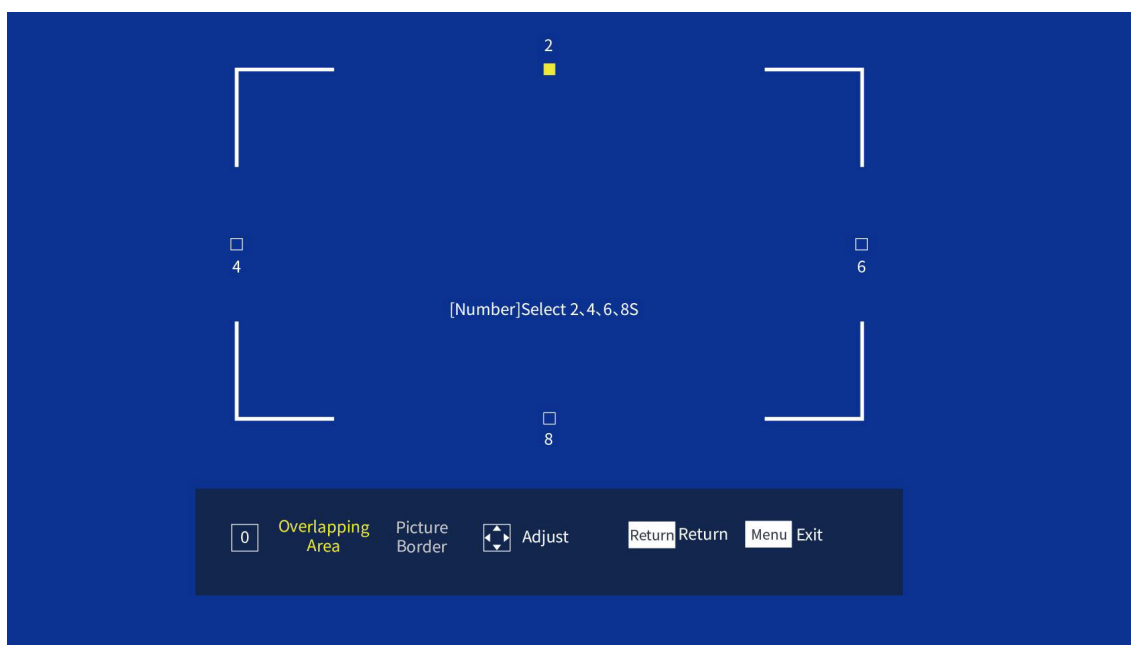 2
4
6
[Number]Select 2、4、6、8S
8
0 Overlapping Area Picture Border Adjust Return Return Menu Exit